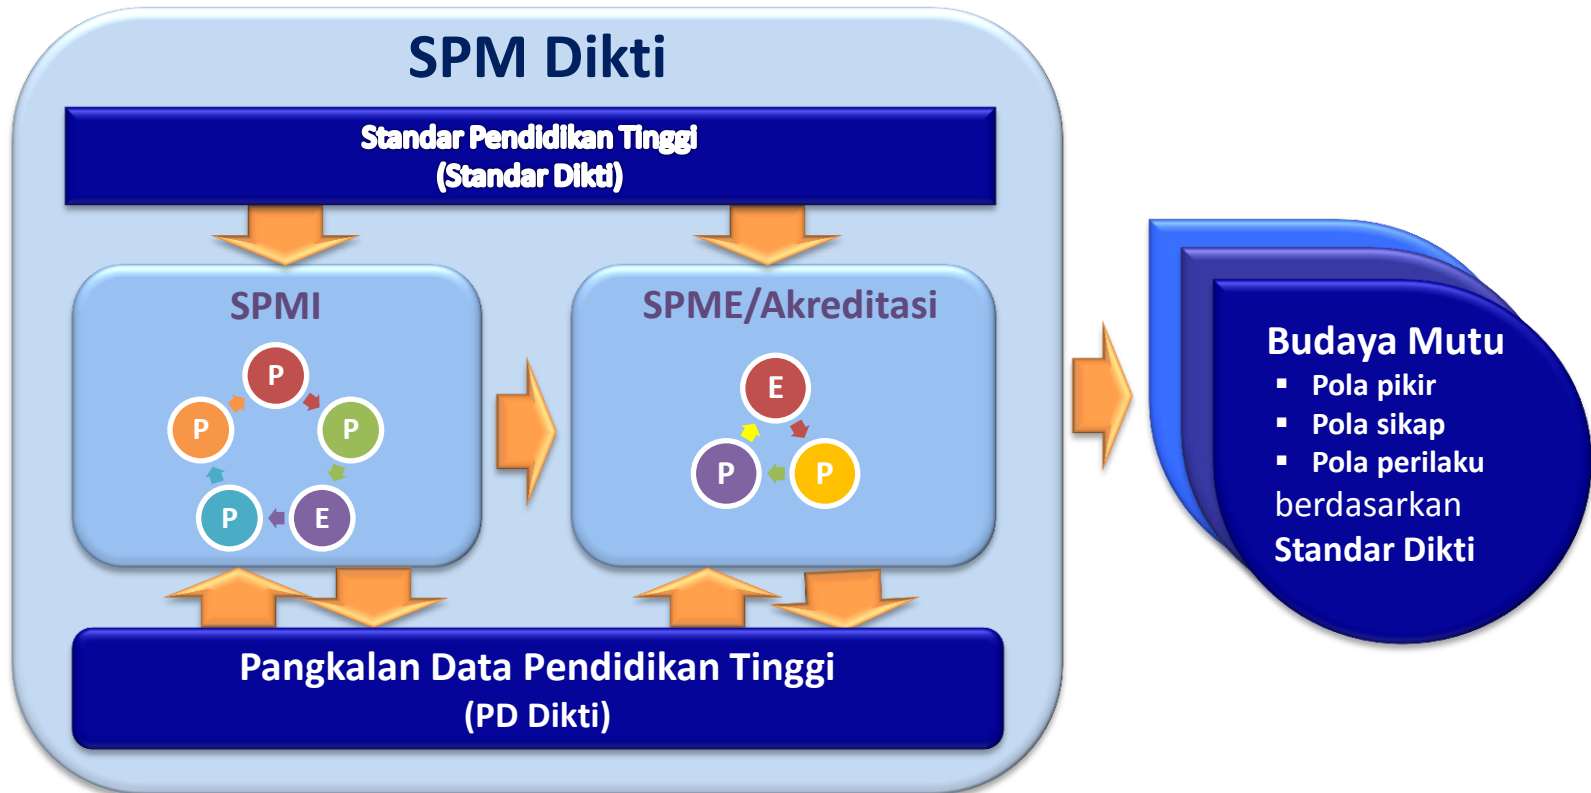 SPM Dikti
Standar Pendidikan Tinggi
(Standar Dikti)
SPMI
P
P
E
P
P
SPME/Akreditasi
E
P
P
Pangkalan Data Pendidikan Tinggi
(PD Dikti)
Budaya Mutu
▪ Pola pikir
▪ Pola sikap
▪ Pola perilaku
berdasarkan
Standar Dikti